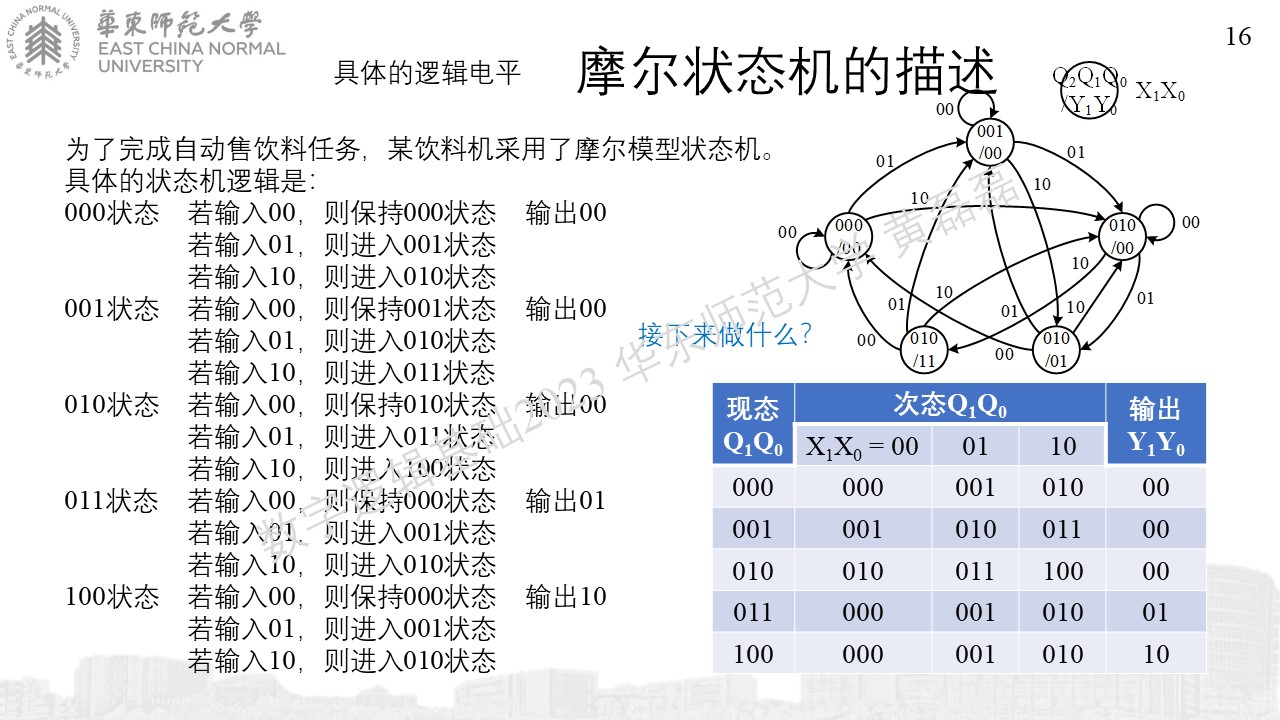 華東師範大學
EAST CHINA NORMAL
UNIVERSITY
16
具体的逻辑电平
摩尔状态机的描述
为了完成自动售饮料任务，某饮料机采用了摩尔模型状态机。
具体的状态机逻辑是：
000状态 若输入00，则保持000状态 输出00
若输入01，则进入001状态
若输入10，则进入010状态
001状态 若输入00，则保持001状态 输出00
若输入01，则进入010状态
若输入10，则进入011状态
010状态 若输入00，则保持010状态 输出00
若输入01，则进入011状态
若输入10，则进入100状态
011状态 若输入00，则保持000状态 输出01
若输入01，则进入001状态
若输入10，则进入010状态
100状态 若输入00，则保持000状态 输出10
若输入01，则进入001状态
若输入10，则进入010状态
接下来做什么？
Q₂Q₁Q₀
/Y₁Y₀
X₁X₀
00
001
/00
01
01
10
10
00
000
/00
010
/00
00
10
10
01
01
10
01
00
010
/11
00
010
/01
现态 Q₁Q₀ 次态Q₁Q₀ 输出 Y₁Y₀
X₁X₀ = 00 01 10
000 000 001 010 00
001 001 010 011 00
010 010 011 100 00
011 000 001 010 01
100 000 001 010 10
数字逻辑基础2023 华东师范大学 黄磊磊